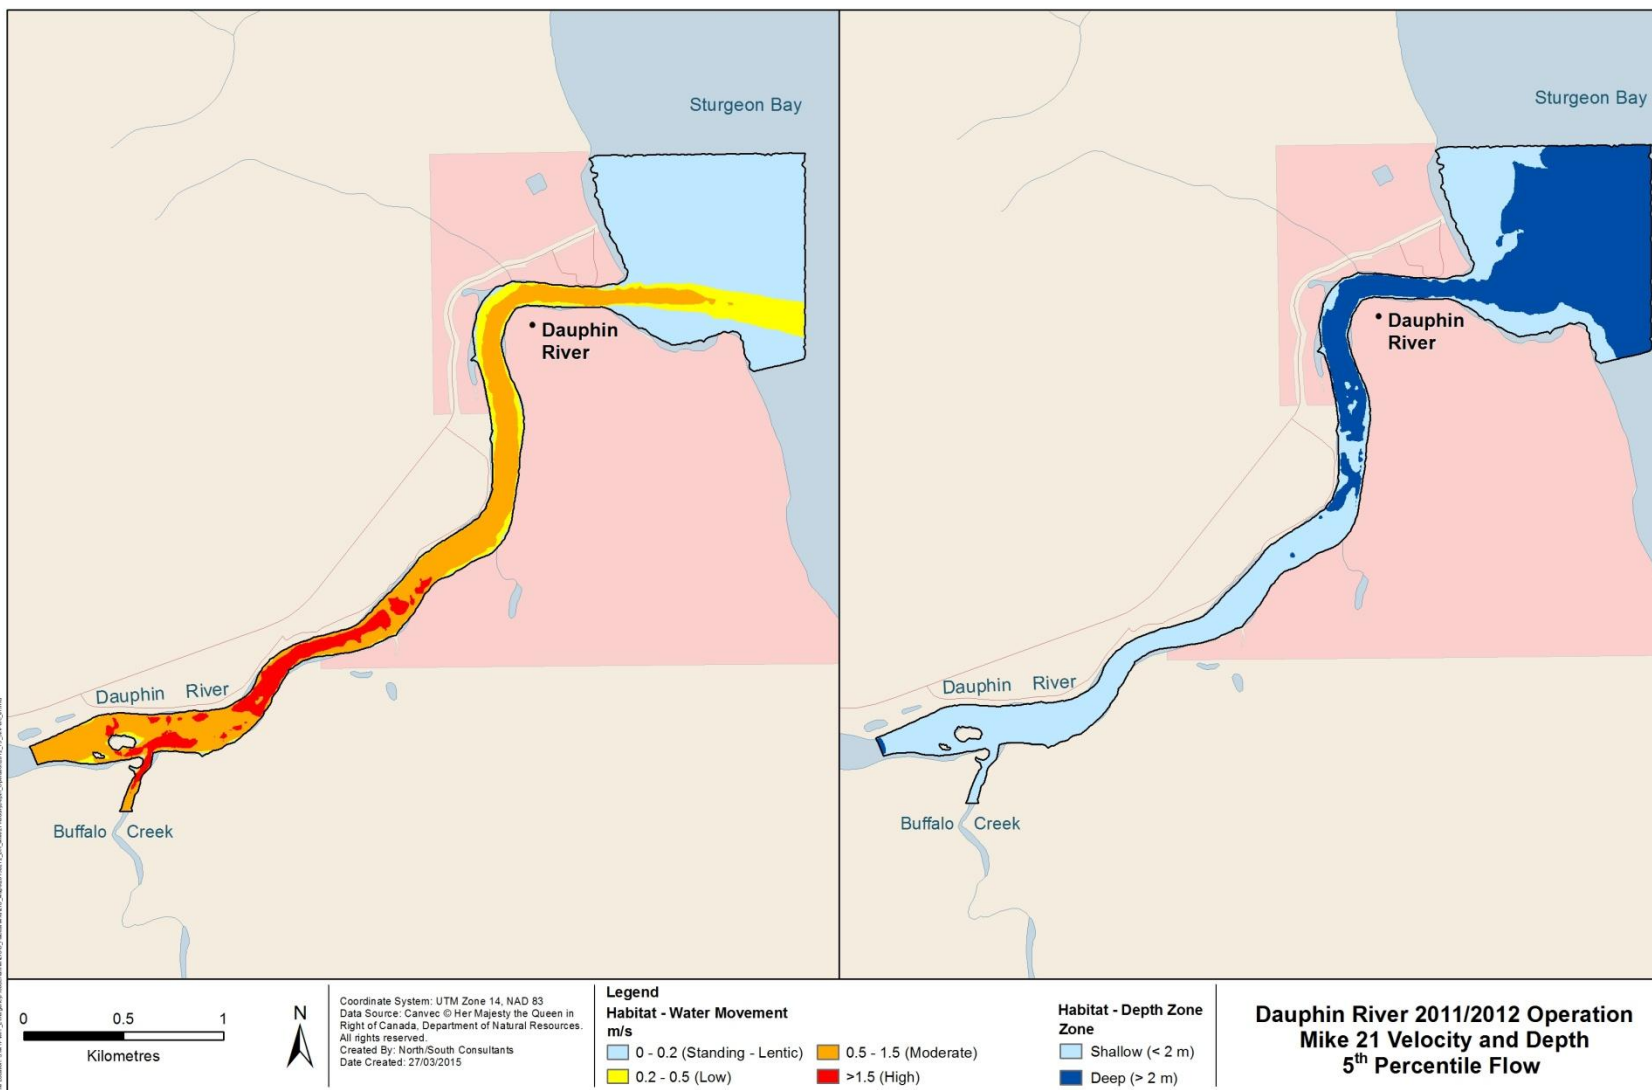 Sturgeon Bay
Dauphin
River
Dauphin River
Buffalo Creek
Sturgeon Bay
Dauphin
River
Dauphin River
Buffalo Creek
0 0.5 1
Kilometres
N
Coordinate System: UTM Zone 14, NAD 83
Data Source: Canvec © Her Majesty the Queen in
Right of Canada, Department of Natural Resources.
All rights reserved.
Created By: North/South Consultants
Date Created: 27/03/2015
Legend
Habitat - Water Movement
m/s
0 - 0.2 (Standing - Lentic)
0.2 - 0.5 (Low)
0.5 - 1.5 (Moderate)
>1.5 (High)
Habitat - Depth Zone
Zone
Shallow (< 2 m)
Deep (> 2 m)
Dauphin River 2011/2012 Operation
Mike 21 Velocity and Depth
5th Percentile Flow